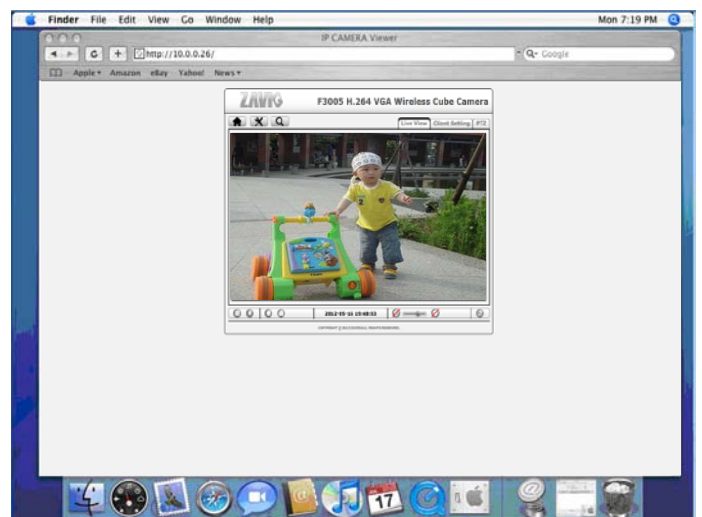 Finder File Edit View Go Window Help
Mon 7:19 PM
IP CAMERA Viewer
http://10.0.0.26/
Google
Apple Amazon eBay Yahoo! News
ZAVIO
F3005 H.264 VGA Wireless Cube Camera
Live View Client Setting PTZ
2
17